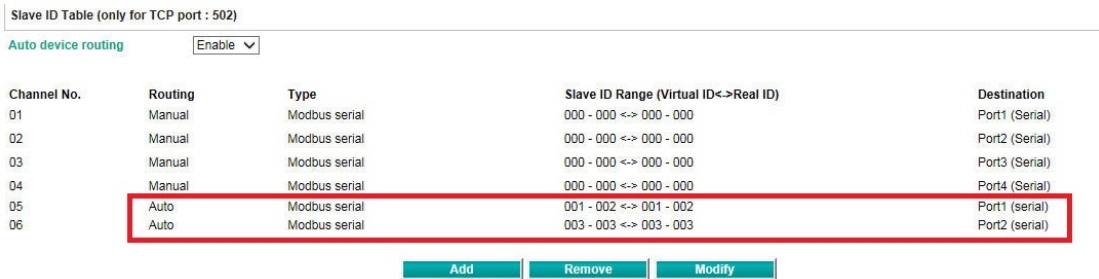 Slave ID Table (only for TCP port : 502)
Auto device routing Enable
Channel No. Routing Type Slave ID Range (Virtual ID<->Real ID) Destination
01 Manual Modbus serial 000 - 000 <-> 000 - 000 Port1 (Serial)
02 Manual Modbus serial 000 - 000 <-> 000 - 000 Port2 (Serial)
03 Manual Modbus serial 000 - 000 <-> 000 - 000 Port3 (Serial)
04 Manual Modbus serial 000 - 000 <-> 000 - 000 Port4 (Serial)
05 Auto Modbus serial 001 - 002 <-> 001 - 002 Port1 (serial)
06 Auto Modbus serial 003 - 003 <-> 003 - 003 Port2 (serial)
Add Remove Modify